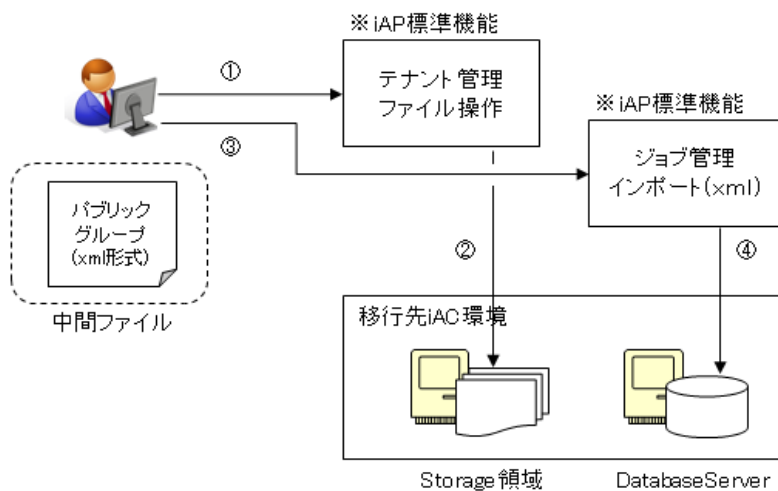 ※iAP標準機能
①
テナント管理
ファイル操作
※iAP標準機能
③
ジョブ管理
インポート(xml)
パブリック
グループ
(xml形式)
②
④
中間ファイル
移行先iAC環境
Storage領域
DatabaseServer